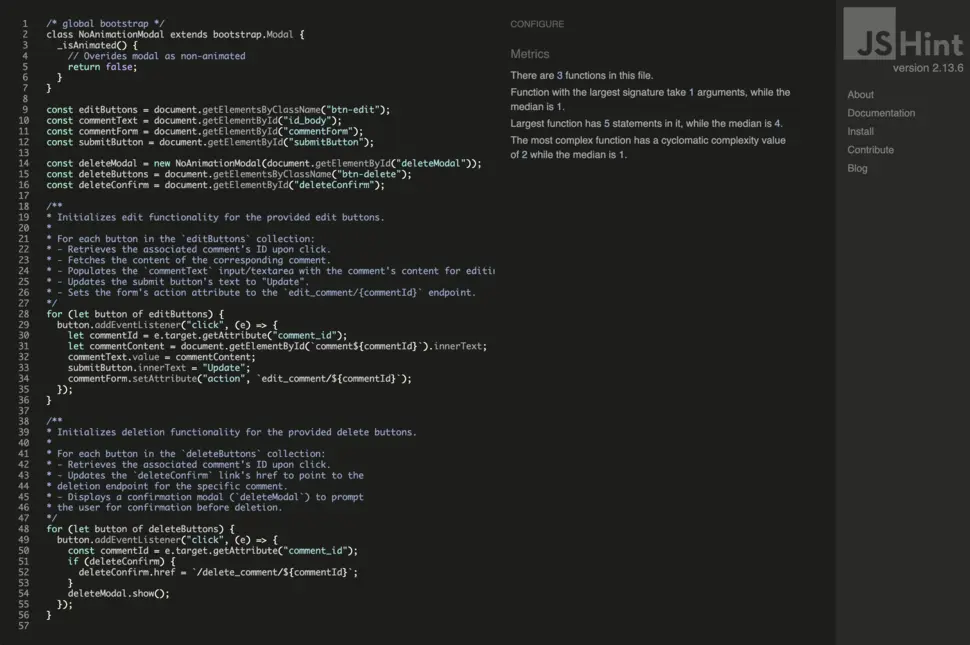 1 /* global bootstrap */
2 class NoAnimationModal extends bootstrap.Modal {
3 _isAnimated() {
4 // Overides modal as non-animated
5 return false;
6 }
7 }
8
9 const editButtons = document.getElementsByClassName("btn-edit");
10 const commentText = document.getElementById("id_body");
11 const commentForm = document.getElementById("commentForm");
12 const submitButton = document.getElementById("submitButton");
13
14 const deleteModal = new NoAnimationModal(document.getElementById("deleteModal"));
15 const deleteButtons = document.getElementsByClassName("btn-delete");
16 const deleteConfirm = document.getElementById("deleteConfirm");
17
18 /**
19 * Initializes edit functionality for the provided edit buttons.
20 *
21 * For each button in the `editButtons` collection:
22 * - Retrieves the associated comment's ID upon click.
23 * - Fetches the content of the corresponding comment.
24 * - Populates the `commentText` input/textarea with the comment's content for editi
25 * - Updates the submit button's text to "Update".
26 * - Sets the form's action attribute to the `edit_comment/{commentId}` endpoint.
27 */
28 for (let button of editButtons) {
29 button.addEventListener("click", (e) => {
30 let commentId = e.target.getAttribute("comment_id");
31 let commentContent = document.getElementById(`comment${commentId}`).innerText;
32 commentText.value = commentContent;
33 submitButton.innerText = "Update";
34 commentForm.setAttribute("action", `edit_comment/${commentId}`);
35 });
36 }
37
38 /**
39 * Initializes deletion functionality for the provided delete buttons.
40 *
41 * For each button in the `deleteButtons` collection:
42 * - Retrieves the associated comment's ID upon click.
43 * - Updates the `deleteConfirm` link's href to point to the
44 * deletion endpoint for the specific comment.
45 * - Displays a confirmation modal (`deleteModal`) to prompt
46 * the user for confirmation before deletion.
47 */
48 for (let button of deleteButtons) {
49 button.addEventListener("click", (e) => {
50 const commentId = e.target.getAttribute("comment_id");
51 if (deleteConfirm) {
52 deleteConfirm.href = `/delete_comment/${commentId}`;
53 }
54 deleteModal.show();
55 });
56 }
57
CONFIGURE
Metrics
There are 3 functions in this file.
Function with the largest signature take 1 arguments, while the
median is 1.
Largest function has 5 statements in it, while the median is 4.
The most complex function has a cyclomatic complexity value
of 2 while the median is 1.
JSHint
version 2.13.6
About
Documentation
Install
Contribute
Blog